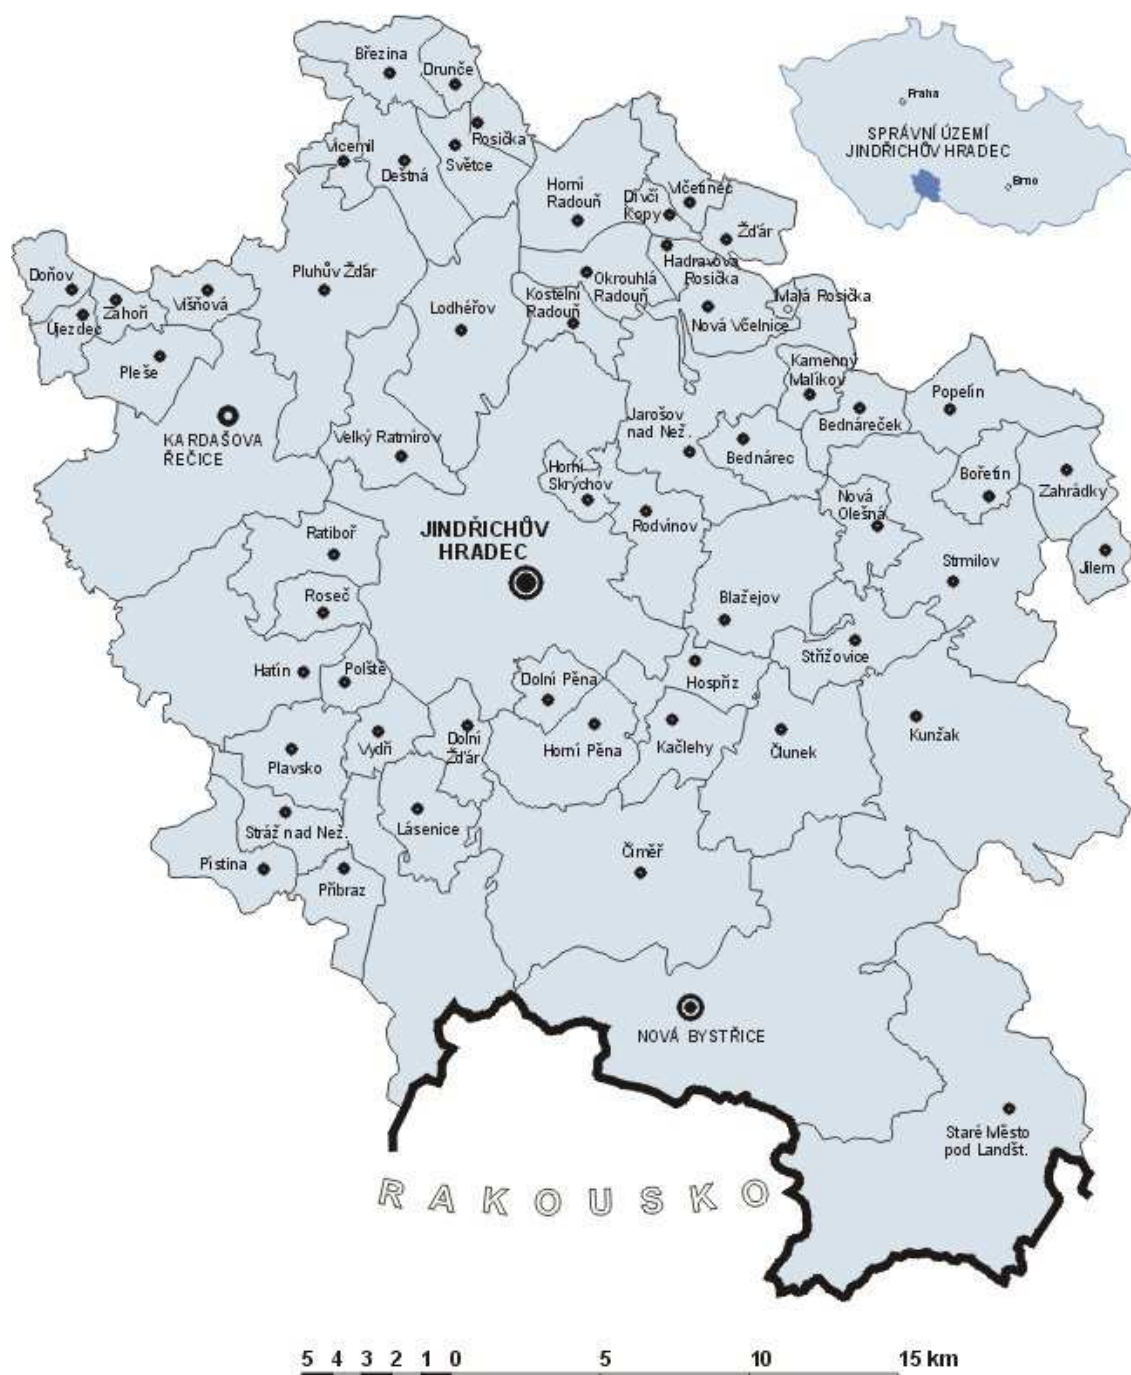 Březina
Drunče
Praha
SPRÁVNÍ ÚZEMÍ
JINDŘICHŮV HRADEC
Brno
Rosička
Vícemil
Světce
Deštná
Horní
Radouň
Dívčí
Kopy
Včetínec
Žďár
Doňov
Újezdec
Záhoň
Višňová
Pluhův Žďár
Lodhéřov
Okrouhlá
Radouň
Hadravova
Rosička
Kostelní
Radouň
Nová Včelnice
Malá Rosička
Pleše
Kamenný
Malíkov
Popelín
KARDAŠOVA
ŘEČICE
Velký Ratmírov
Jarošov
nad Než.
Bednáreček
Bednárec
Horní
Skrýchov
Bořetín
Zahrádky
Nová
Olešná
Rodvínov
JINDŘICHŮV
HRADEC
Ratiboř
Strmilov
Jilem
Roseč
Blažejov
Střížovice
Hatín
Polště
Dolní Pěna
Hospříz
Vydří
Dolní
Žďár
Horní Pěna
Kačlehy
Člunek
Kunžak
Plavsko
Stráž nad Než.
Lásenice
Pístina
Příbraz
Číměř
NOVÁ BYSTŘICE
Staré Město
pod Landšt.
RAKOUSKO
5 4 3 2 1 0 5 10 15 km